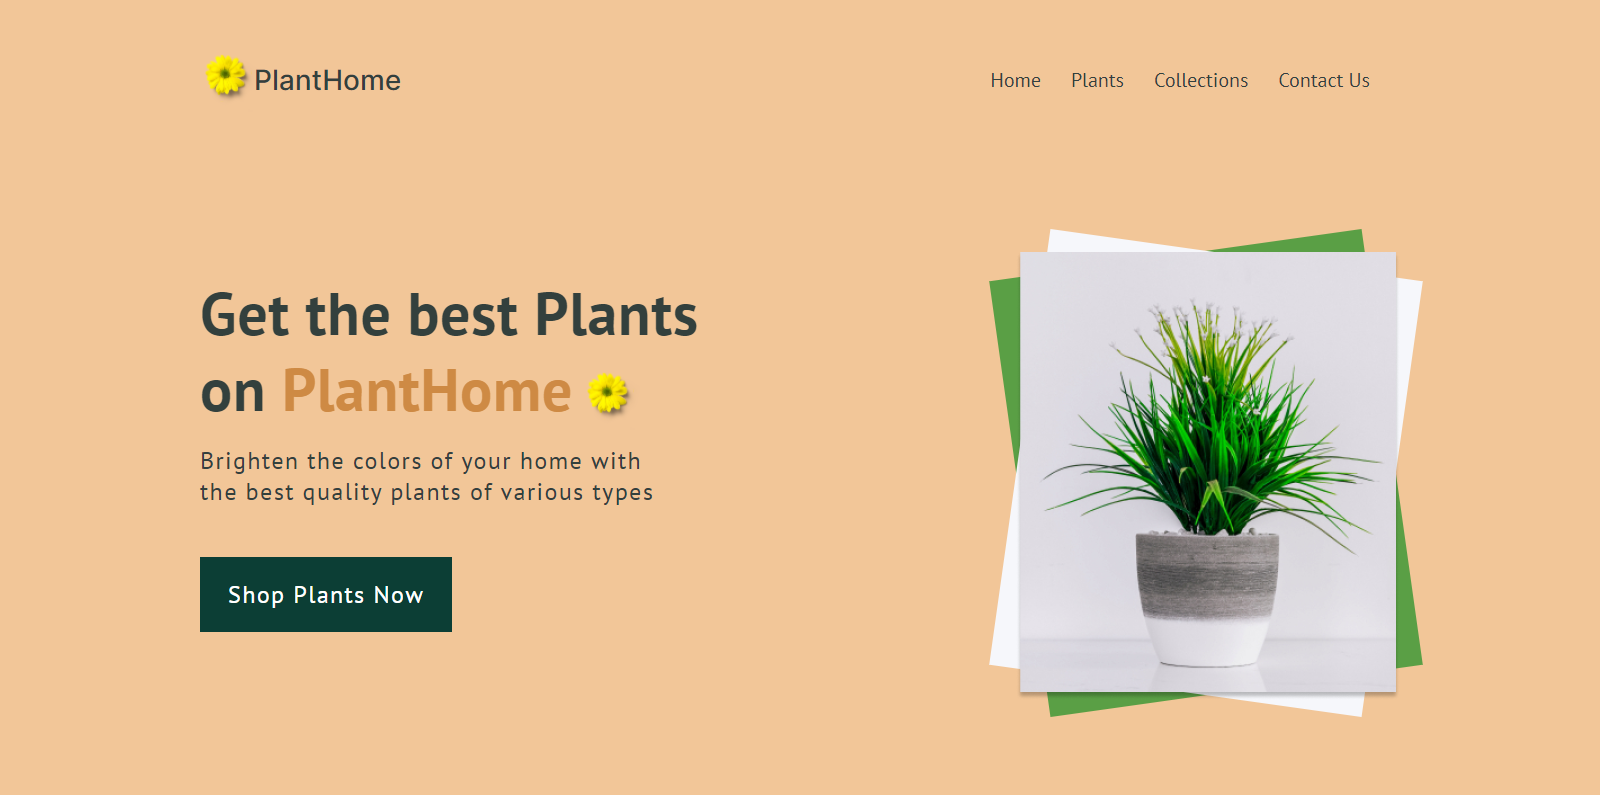 PlantHome
Home Plants Collections Contact Us
Get the best Plants
on PlantHome
Brighten the colors of your home with
the best quality plants of various types
Shop Plants Now